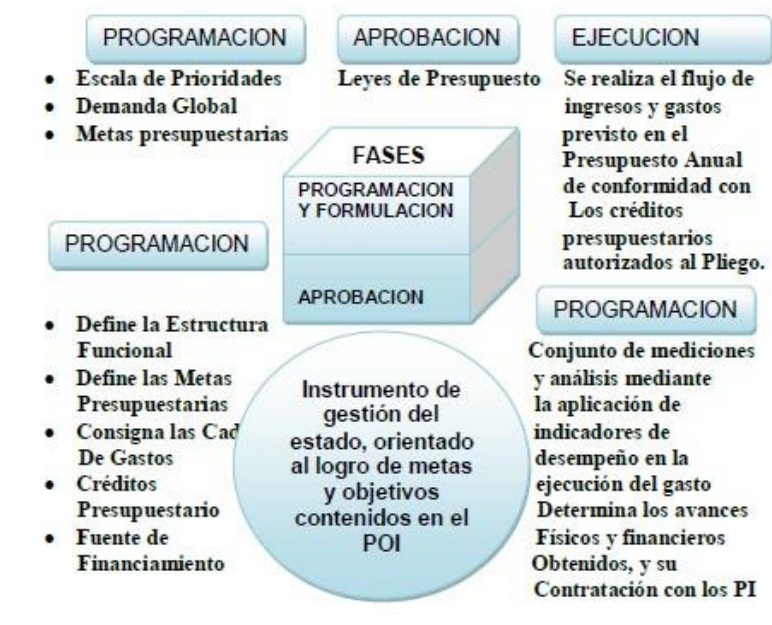 PROGRAMACION
Escala de Prioridades
Demanda Global
Metas presupuestarias
APROBACION
Leyes de Presupuesto
EJECUCION
Se realiza el flujo de
ingresos y gastos
previsto en el
Presupuesto Anual
de conformidad con
Los créditos
presupuestarios
autorizados al Pliego.
FASES
PROGRAMACION
Y FORMULACION
APROBACION
PROGRAMACION
Define la Estructura
Funcional
Define las Metas
Presupuestarias
Consigna las Cad
De Gastos
Créditos
Presupuestario
Fuente de
Financiamiento
Instrumento de
gestión del
estado, orientado
al logro de metas
y objetivos
contenidos en el
POI
PROGRAMACION
Conjunto de mediciones
y análisis mediante
la aplicación de
indicadores de
desempeño en la
ejecución del gasto
Determina los avances
Físicos y financieros
Obtenidos, y su
Contratación con los PI